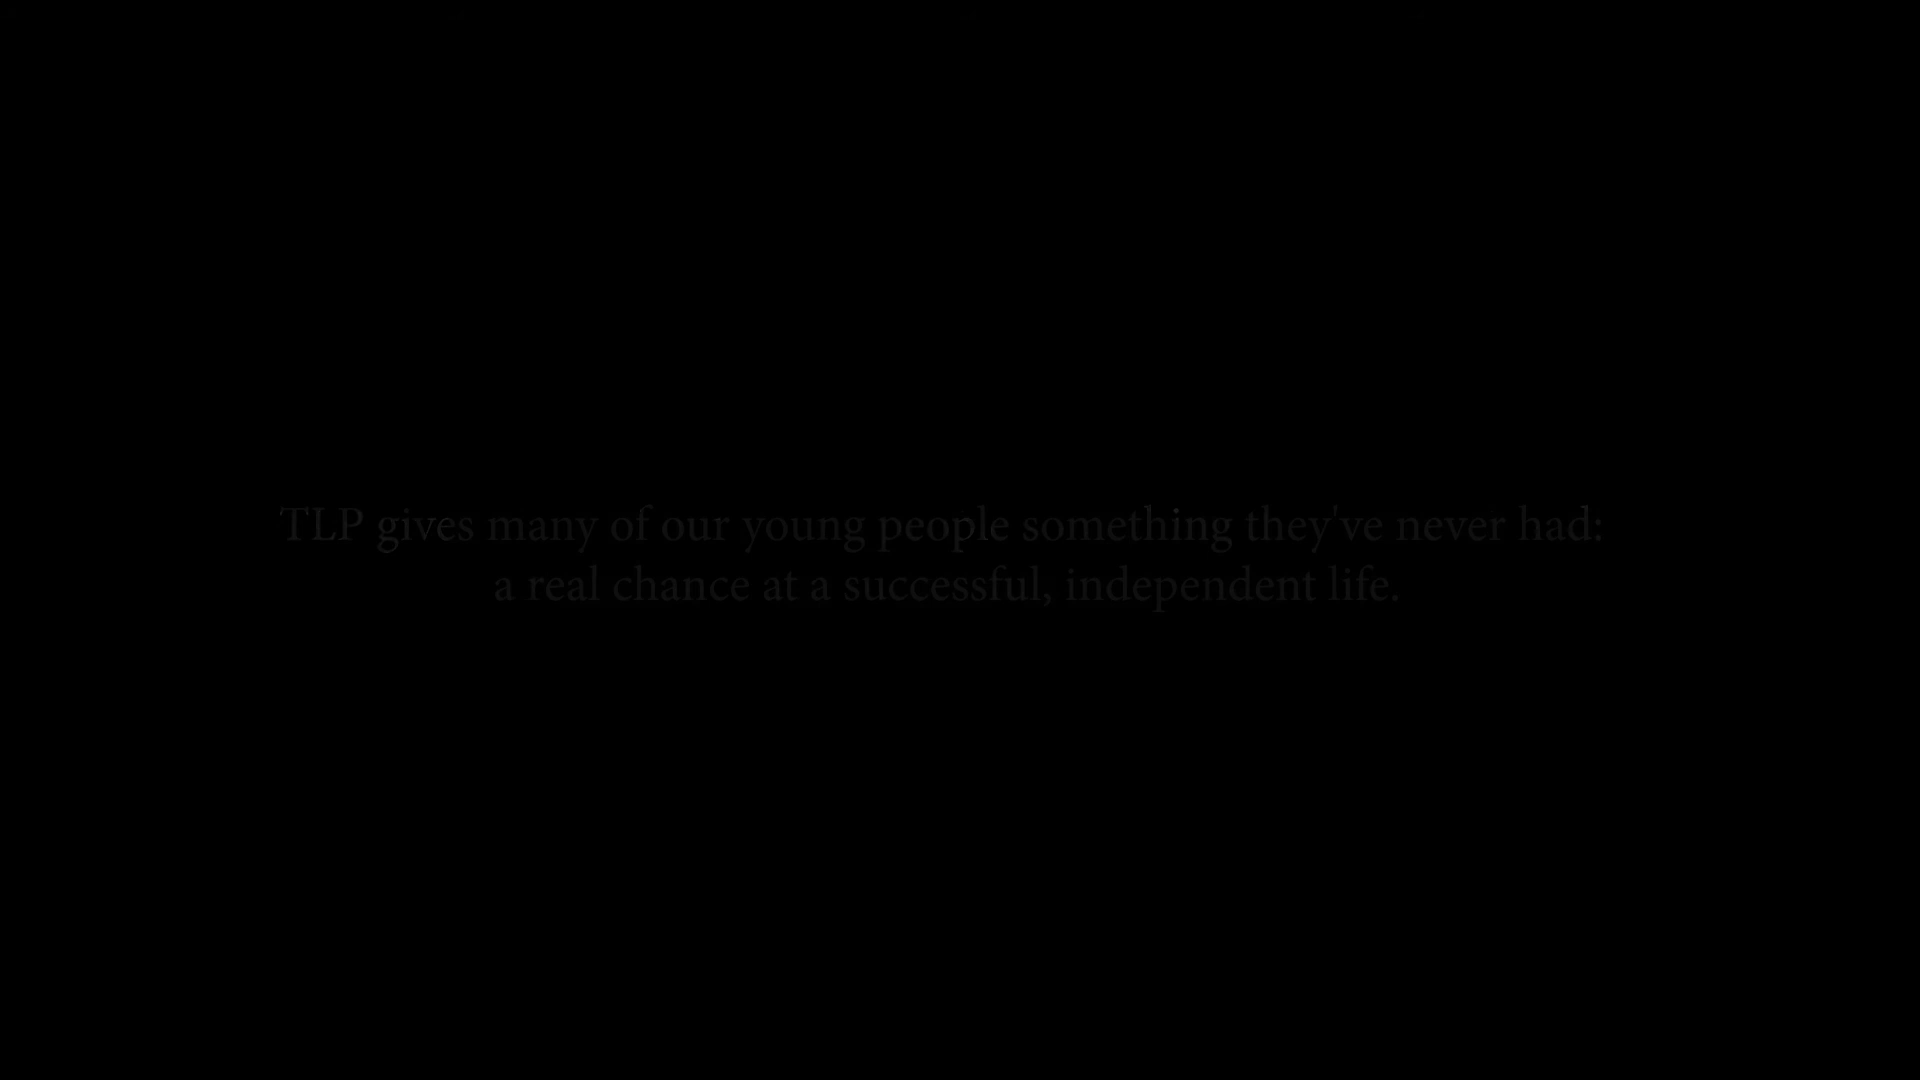 TLP gives many of our young people something they've never had:
a real chance at a successful, independent life.